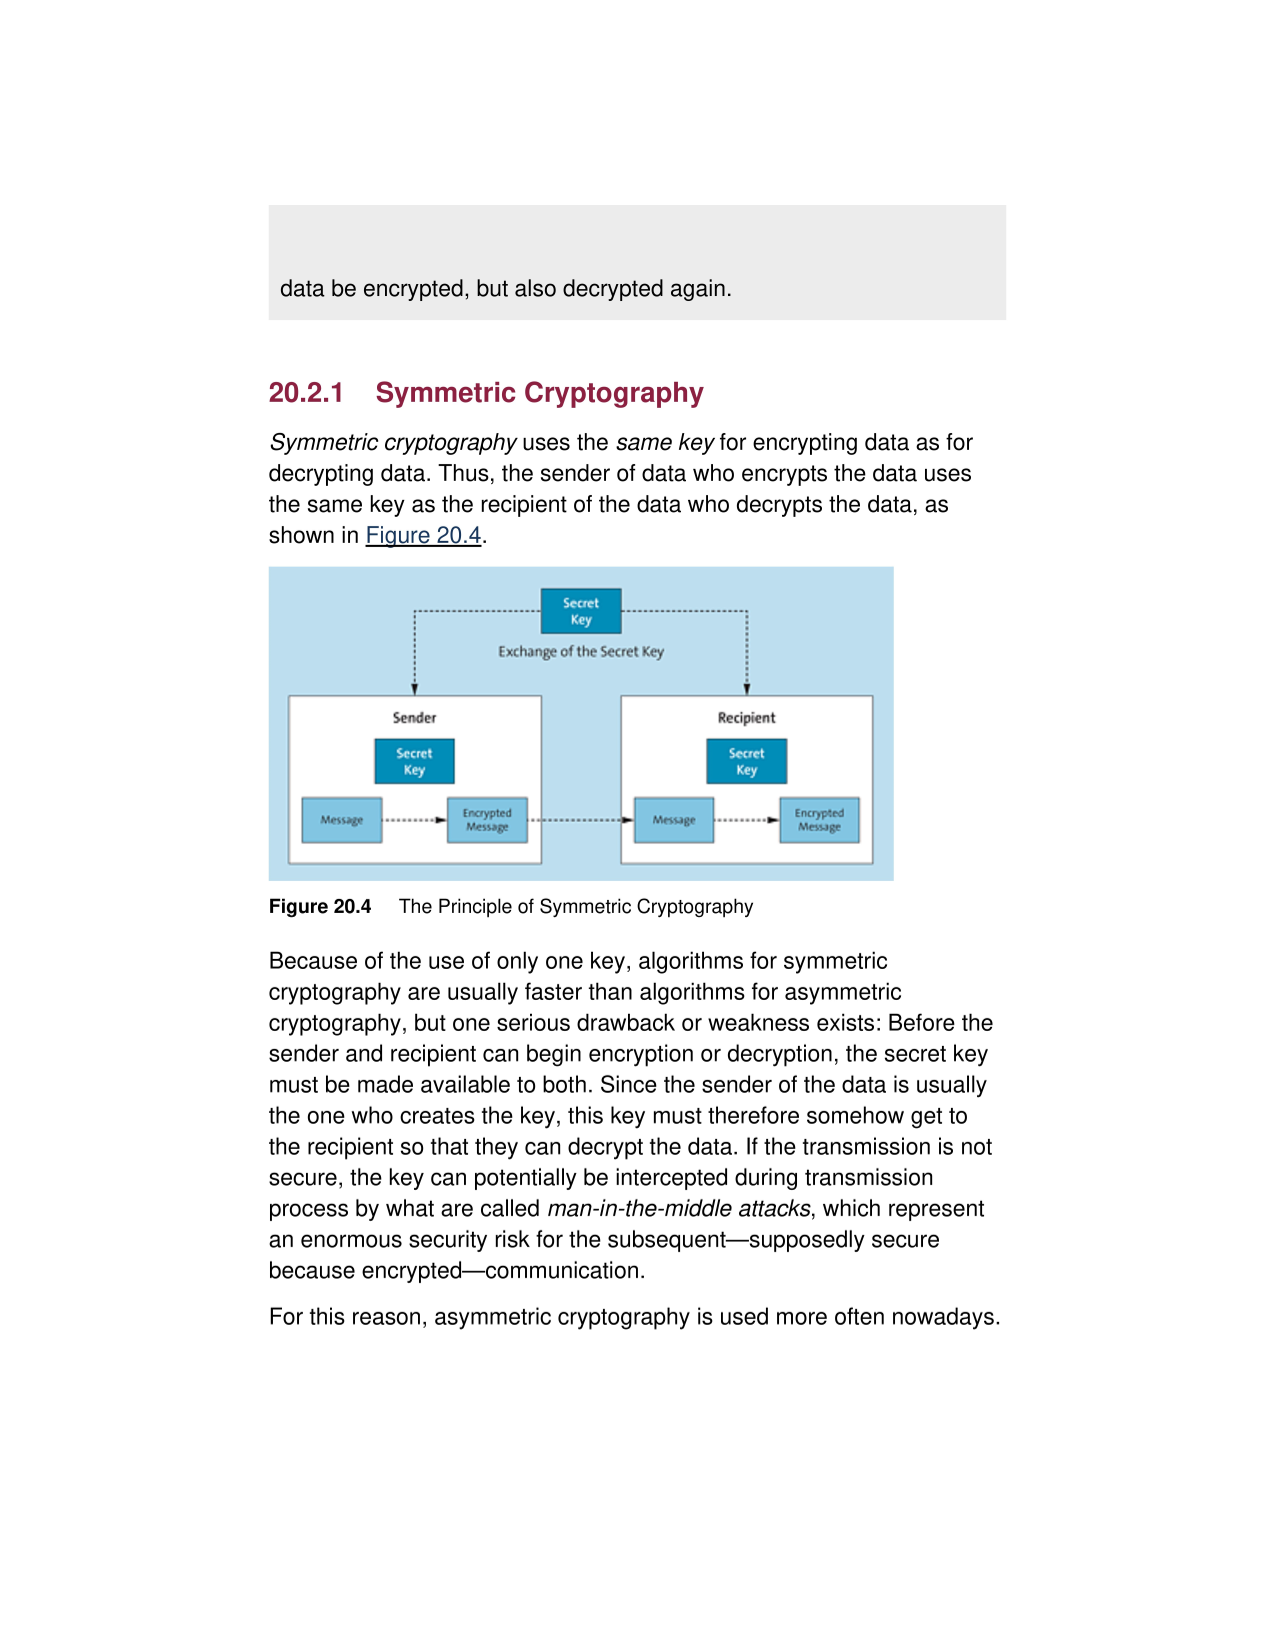 data be encrypted, but also decrypted again.
20.2.1 Symmetric Cryptography
Symmetric cryptography uses the same key for encrypting data as for
decrypting data. Thus, the sender of data who encrypts the data uses
the same key as the recipient of the data who decrypts the data, as
shown in Figure 20.4.
Secret
Key
Exchange of the Secret Key
Sender
Secret
Key
Message
Encrypted
Message
Recipient
Secret
Key
Message
Encrypted
Message
Figure 20.4 The Principle of Symmetric Cryptography
Because of the use of only one key, algorithms for symmetric
cryptography are usually faster than algorithms for asymmetric
cryptography, but one serious drawback or weakness exists: Before the
sender and recipient can begin encryption or decryption, the secret key
must be made available to both. Since the sender of the data is usually
the one who creates the key, this key must therefore somehow get to
the recipient so that they can decrypt the data. If the transmission is not
secure, the key can potentially be intercepted during transmission
process by what are called man-in-the-middle attacks, which represent
an enormous security risk for the subsequent—supposedly secure
because encrypted—communication.
For this reason, asymmetric cryptography is used more often nowadays.